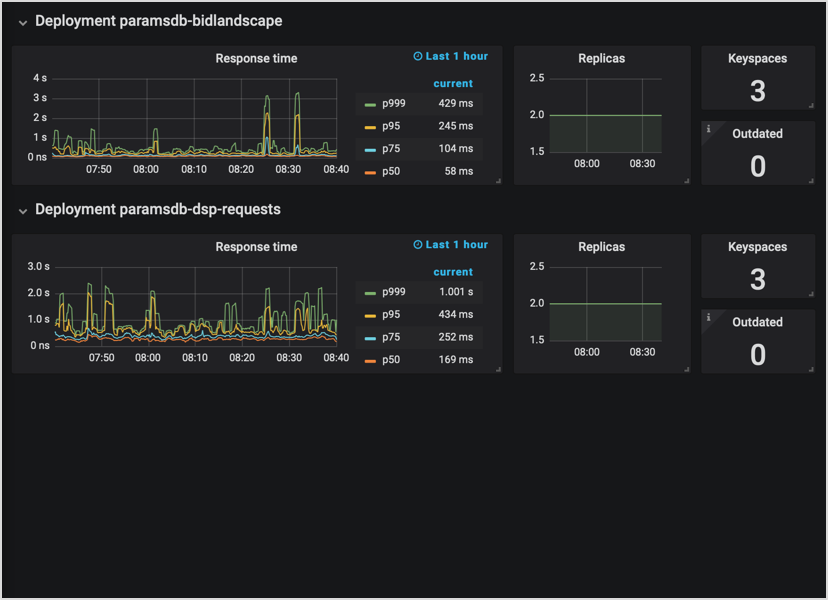 Deployment paramsdb-bidlandscape
Response time
Last 1 hour
4 s
3 s
2 s
1 s
0 ns
07:50 08:00 08:10 08:20 08:30 08:40
current
p999 429 ms
p95 245 ms
p75 104 ms
p50 58 ms
Replicas
2.5
2.0
1.5
08:00 08:30
Keyspaces
3
i
Outdated
0
Deployment paramsdb-dsp-requests
Response time
Last 1 hour
3.0 s
2.0 s
1.0 s
0 ns
07:50 08:00 08:10 08:20 08:30 08:40
current
p999 1.001 s
p95 434 ms
p75 252 ms
p50 169 ms
Replicas
2.5
2.0
1.5
08:00 08:30
Keyspaces
3
i
Outdated
0